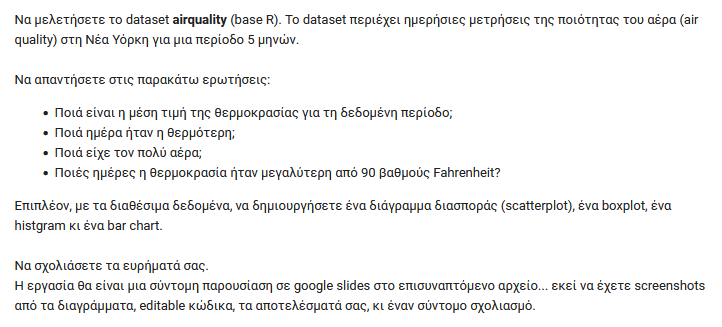 Να μελετήσετε το dataset airquality (base R). Το dataset περιέχει ημερήσιες μετρήσεις της ποιότητας του αέρα (air
quality) στη Νέα Υόρκη για μια περίοδο 5 μηνών.
Να απαντήσετε στις παρακάτω ερωτήσεις:
• Ποιά είναι η μέση τιμή της θερμοκρασίας για τη δεδομένη περίοδο;
• Ποιά ημέρα ήταν η θερμότερη;
• Ποιά είχε τον πολύ αέρα;
• Ποιές ημέρες η θερμοκρασία ήταν μεγαλύτερη από 90 βαθμούς Fahrenheit?
Επιπλέον, με τα διαθέσιμα δεδομένα, να δημιουργήσετε ένα διάγραμμα διασποράς (scatterplot), ένα boxplot, ένα
histgram κι ένα bar chart.
Να σχολιάσετε τα ευρήματά σας.
Η εργασία θα είναι μια σύντομη παρουσίαση σε google slides στο επισυναπτόμενο αρχείο... εκεί να έχετε screenshots
από τα διαγράμματα, editable κώδικα, τα αποτελέσματά σας, κι έναν σύντομο σχολιασμό.